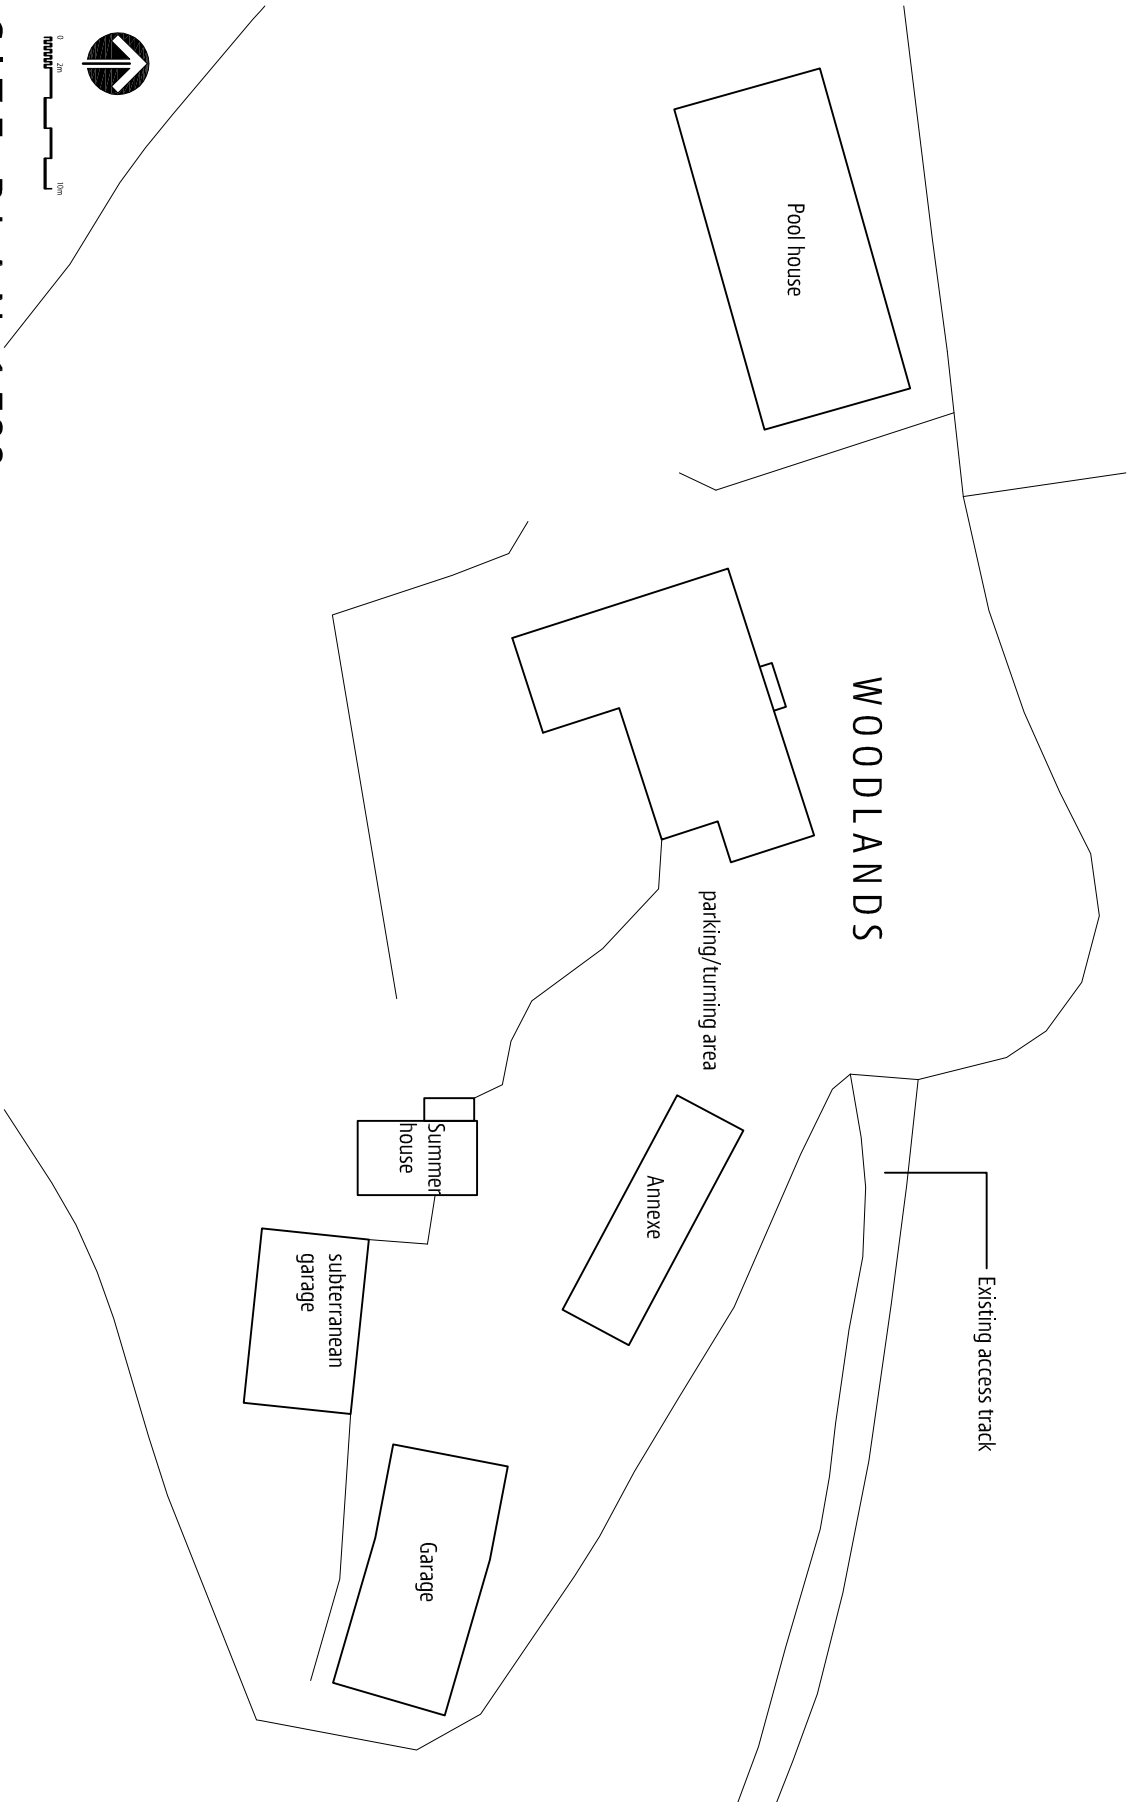 Pool house
WOODLANDS
parking/turning area
Existing access track
Annexe
Summer
house
subterranean
garage
Garage
0 2m 10m